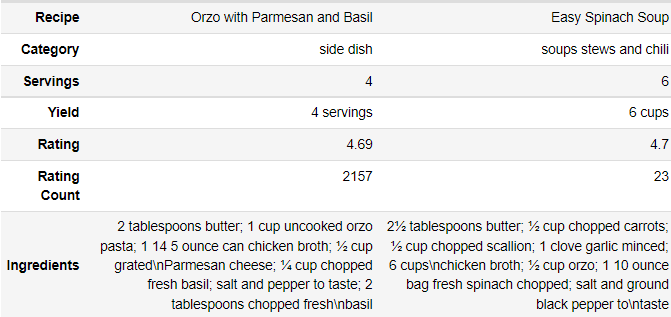 Recipe Orzo with Parmesan and Basil Easy Spinach Soup
Category side dish soups stews and chili
Servings 4 6
Yield 4 servings 6 cups
Rating 4.69 4.7
Rating Count 2157 23
Ingredients
2 tablespoons butter; 1 cup uncooked orzo
pasta; 1 14 5 ounce can chicken broth; ½ cup
grated\nParmesan cheese; ¼ cup chopped
fresh basil; salt and pepper to taste; 2
tablespoons chopped fresh\nbasil
2½ tablespoons butter; ½ cup chopped carrots;
½ cup chopped scallion; 1 clove garlic minced;
6 cups\nchicken broth; ½ cup orzo; 1 10 ounce
bag fresh spinach chopped; salt and ground
black pepper to\ntaste